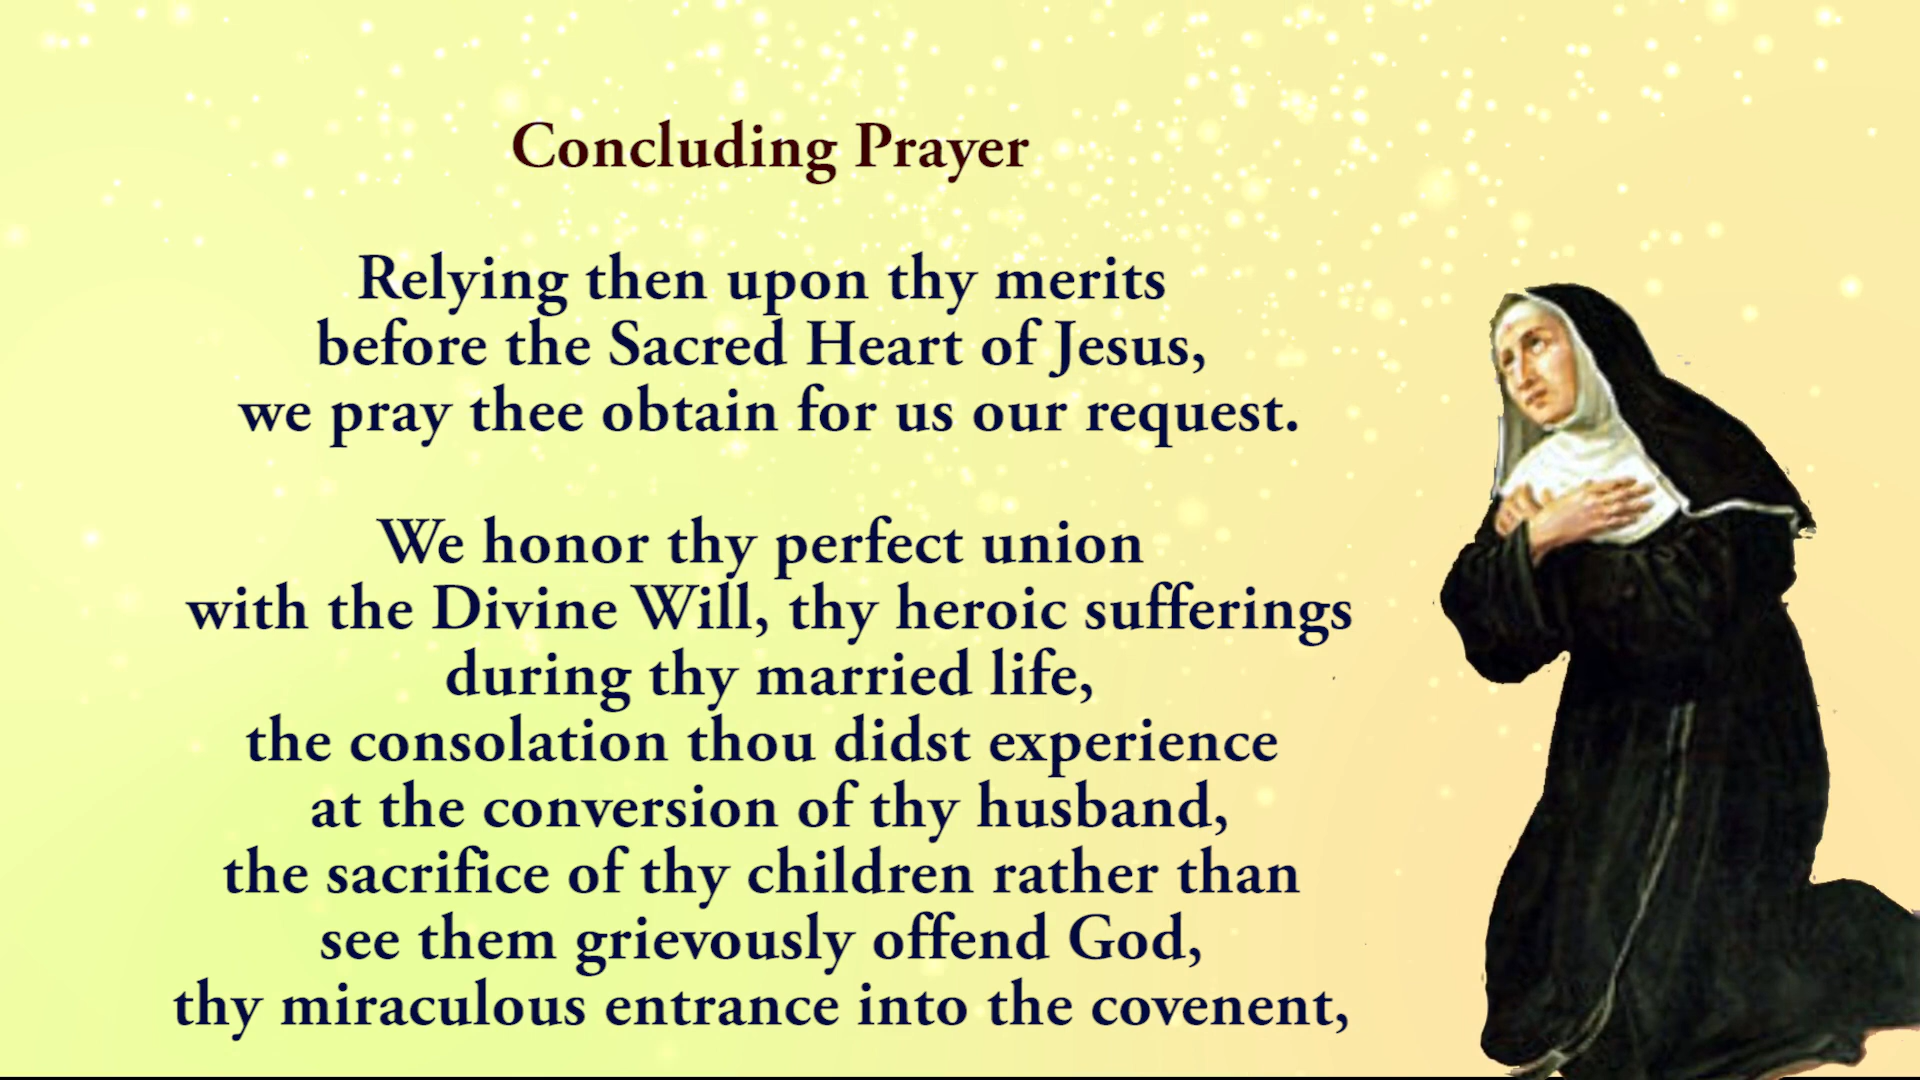 Concluding Prayer
Relying then upon thy merits
before the Sacred Heart of Jesus,
we pray thee obtain for us our request.
We honor thy perfect union
with the Divine Will, thy heroic sufferings
during thy married life,
the consolation thou didst experience
at the conversion of thy husband,
the sacrifice of thy children rather than
see them grievously offend God,
thy miraculous entrance into the covenent,